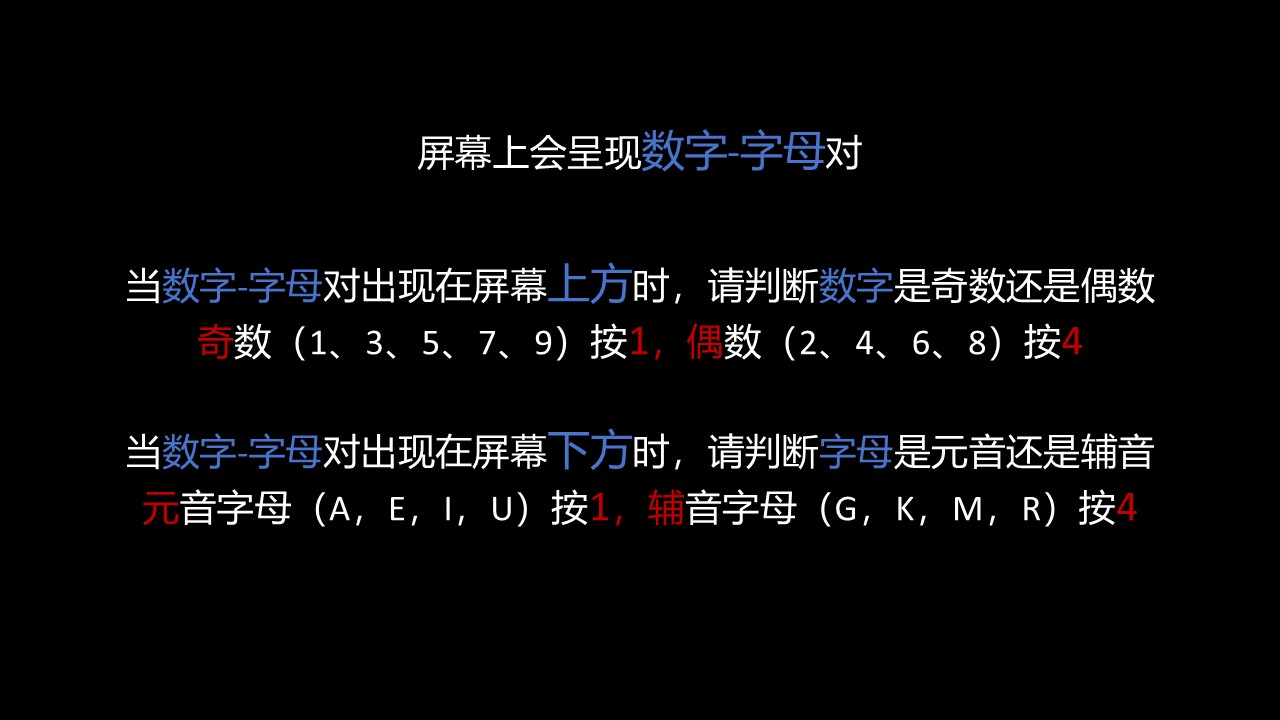 屏幕上会呈现数字-字母对
当数字-字母对出现在屏幕上方时，请判断数字是奇数还是偶数
奇数（1、3、5、7、9）按1，偶数（2、4、6、8）按4
当数字-字母对出现在屏幕下方时，请判断字母是元音还是辅音
元音字母（A，E，I，U）按1，辅音字母（G，K，M，R）按4